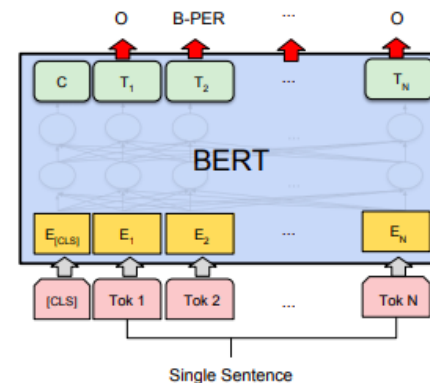 O B-PER ... O
C T1 T2 ... TN
...
BERT
...
E[CLS] E1 E2 ... EN
[CLS] Tok 1 Tok 2 ... Tok N
Single Sentence